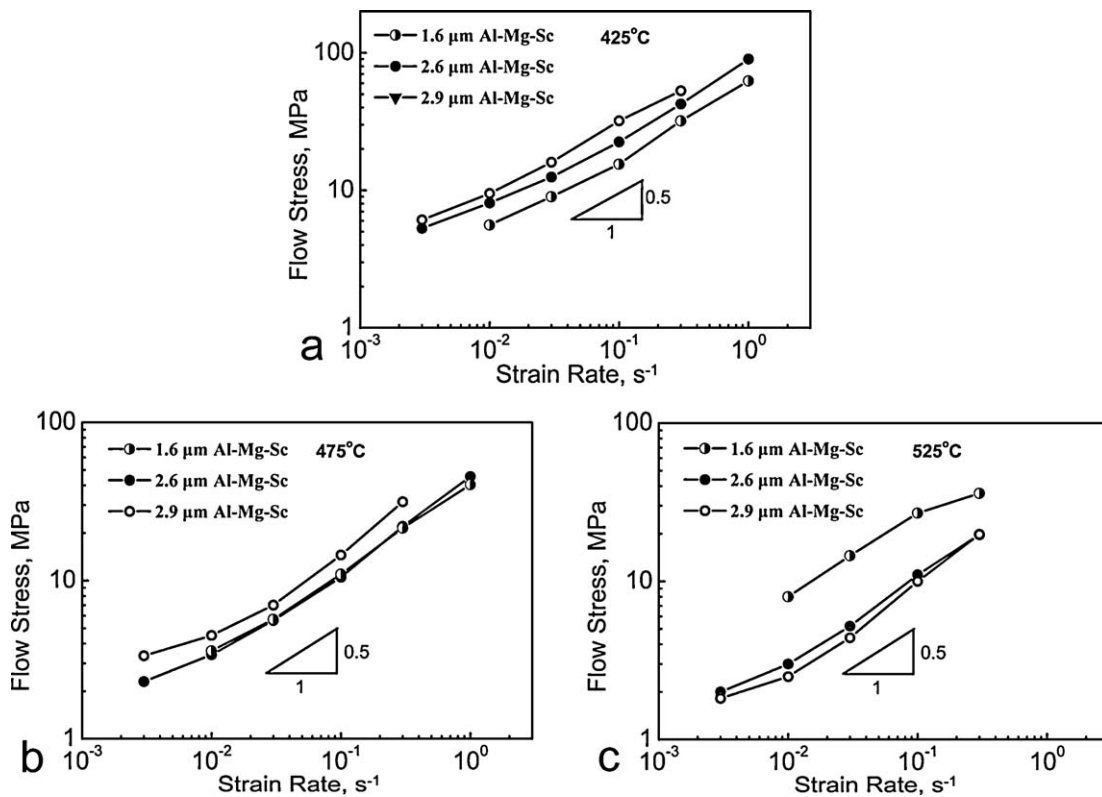 100
10
1
Flow Stress, MPa
1.6 µm Al-Mg-Sc
2.6 µm Al-Mg-Sc
2.9 µm Al-Mg-Sc
425°C
0.5
1
a
10⁻³
10⁻²
10⁻¹
10⁰
Strain Rate, s⁻¹
100
10
1
Flow Stress, MPa
1.6 µm Al-Mg-Sc
2.6 µm Al-Mg-Sc
2.9 µm Al-Mg-Sc
475°C
0.5
1
b
10⁻³
10⁻²
10⁻¹
10⁰
Strain Rate, s⁻¹
100
10
1
Flow Stress, MPa
1.6 µm Al-Mg-Sc
2.6 µm Al-Mg-Sc
2.9 µm Al-Mg-Sc
525°C
0.5
1
c
10⁻³
10⁻²
10⁻¹
10⁰
Strain Rate, s⁻¹